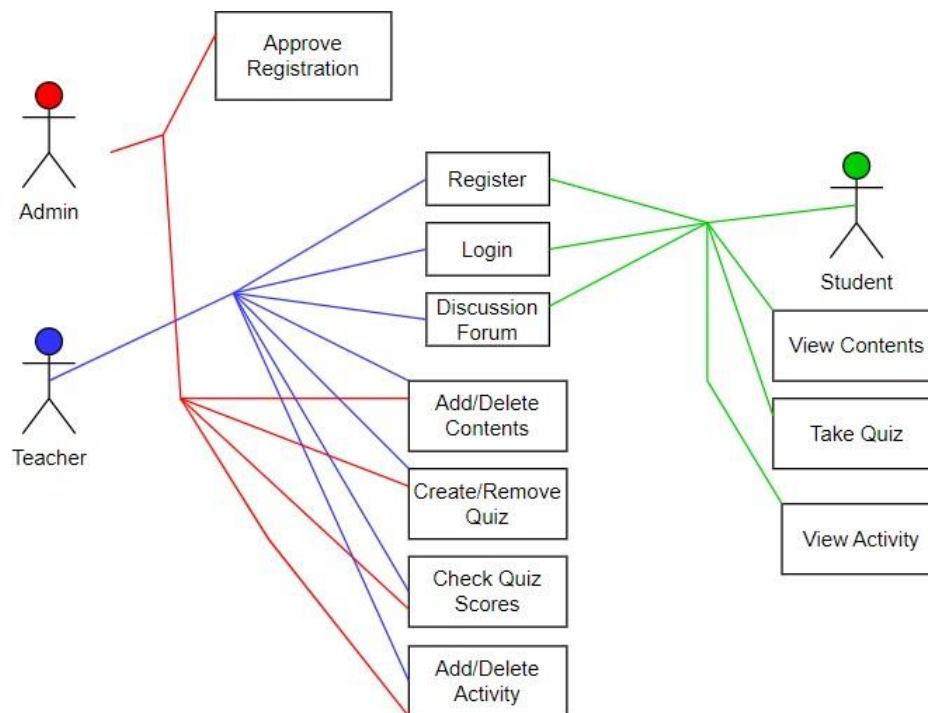 Approve
Registration
Admin
Register
Login
Student
Discussion
Forum
View Contents
Add/Delete
Contents
Take Quiz
Teacher
Create/Remove
Quiz
View Activity
Check Quiz
Scores
Add/Delete
Activity